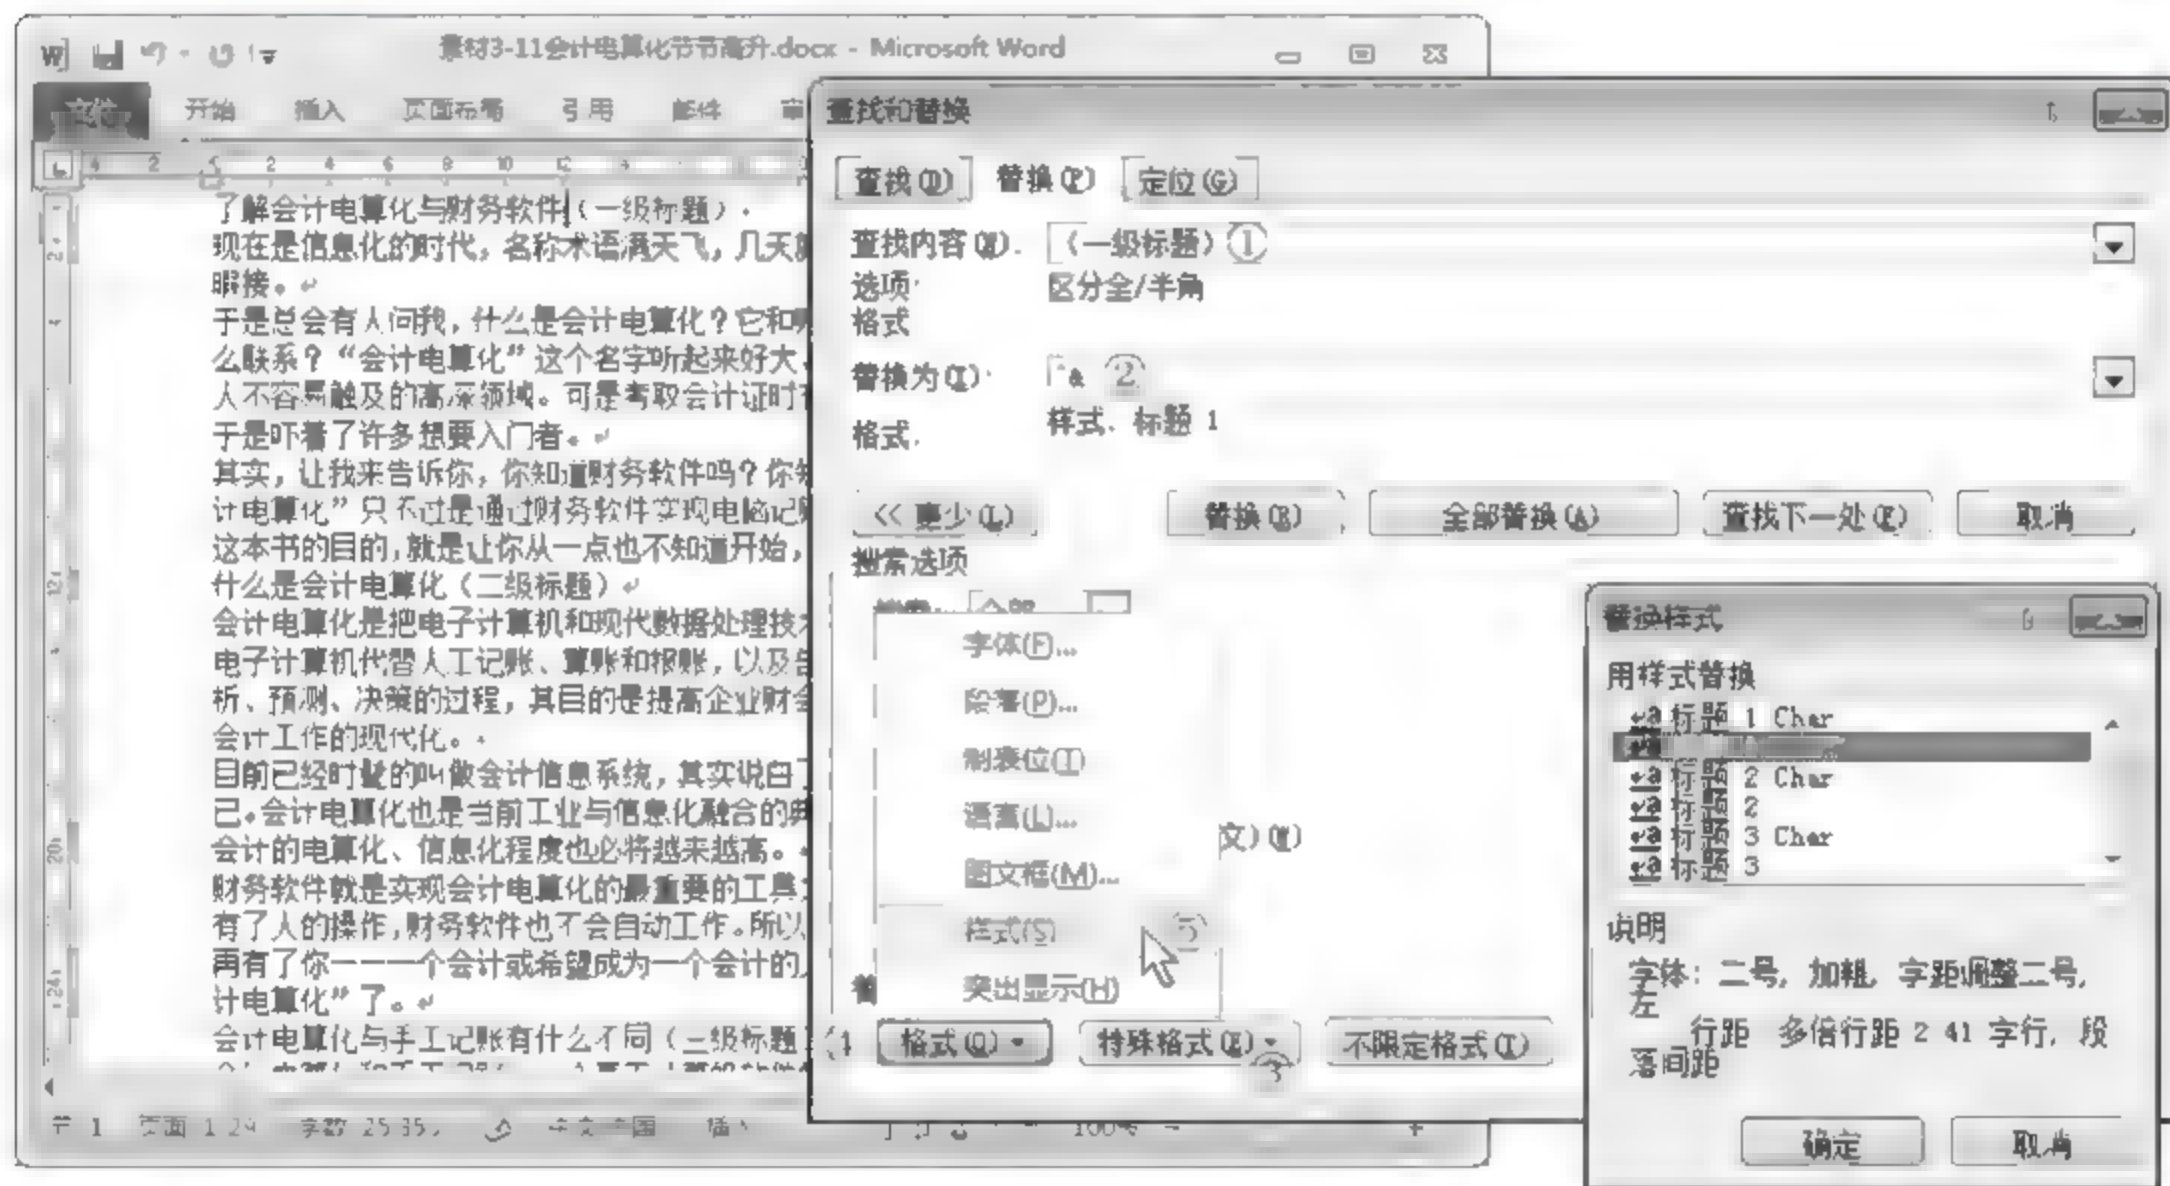 素材3-11会计电算化节节高升.docx - Microsoft Word
文件 开始 插入 页面布局 引用 邮件 审
了解会计电算化与财务软件（一级标题）
现在是信息化的时代，名称术语满天飞，几天
暇接。
于是总会有人问我，什么是会计电算化？它和
么联系？“会计电算化”这个名字听起来好大、
人不容易触及的高深领域。可是考取会计证时
于是吓着了许多想要入门者。
其实，让我来告诉你，你知道财务软件吗？你知
计电算化”只不过是通过财务软件实现电脑记账
这本书的目的，就是让你从一点也不知道开始，
什么是会计电算化（二级标题）
会计电算化是把电子计算机和现代数据处理技
电子计算机代替人工记账、算账和报账，以及
析、预测、决策的过程，其目的是提高企业财会
会计工作的现代化。
目前已经时髦的叫做会计信息系统，其实说白了
已。会计电算化也是当前工业与信息化融合的典
会计的电算化、信息化程度也必将越来越高。
财务软件就是实现会计电算化的最重要的工具
有了人的操作，财务软件也不会自动工作。所以
再有了你——一个会计或希望成为一个会计的人
计电算化”了。
会计电算化与手工记账有什么不同（三级标题
查找和替换
查找(D) 替换(P) 定位(G)
查找内容(N): （一级标题） ①
选项: 区分全/半角
格式
替换为(I): ^& ②
格式: 样式: 标题 1
<< 更少(L) 替换(R) 全部替换(A) 查找下一处(F) 取消
搜索选项
字体(F)...
段落(P)...
制表位(T)
语言(L)...
图文框(M)...
样式(S) ⑤
突出显示(H)
格式(O) 特殊格式(E) 不限定格式(T)
③
替换样式
用样式替换
标题 1 Char
标题 2 Char
标题 2
标题 3 Char
标题 3
说明
字体: 二号, 加粗, 字距调整二号,
左
行距: 多倍行距 2.41 字行, 段
落间距
确定 取消
100%